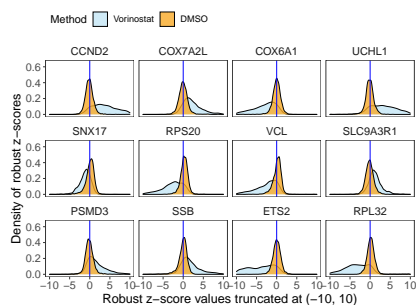 Method Vorinostat DMSO
CCND2 COX7A2L COX6A1 UCHL1
0.6
0.4
0.2
0.0
SNX17 RPS20 VCL SLC9A3R1
0.6
0.4
0.2
0.0
PSMD3 SSB ETS2 RPL32
0.6
0.4
0.2
0.0
−10 −5 0 5 10 −10 −5 0 5 10 −10 −5 0 5 10 −10 −5 0 5 10
Density of robust z−scores
Robust z−score values truncated at (−10, 10)